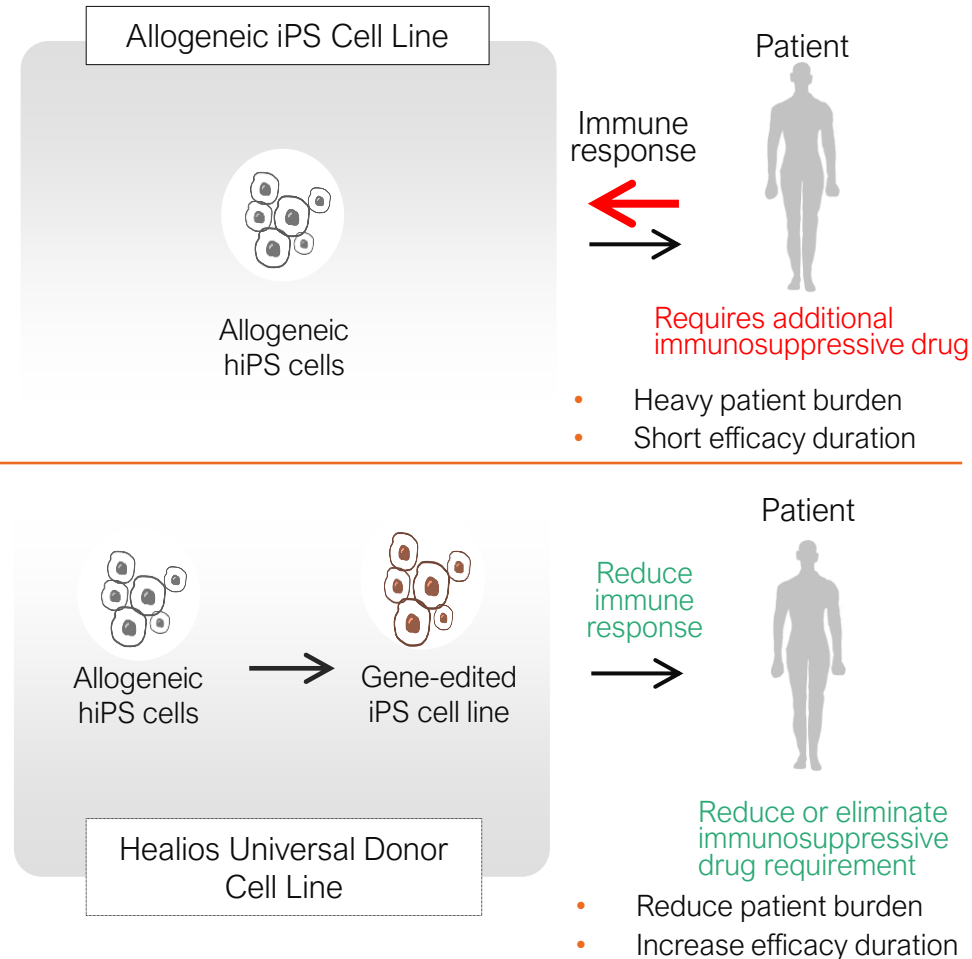 Allogeneic iPS Cell Line
Patient
Immune
response
Allogeneic
hiPS cells
Requires additional
immunosuppressive drug
• Heavy patient burden
• Short efficacy duration
Patient
Reduce
immune
response
Allogeneic
hiPS cells
Gene-edited
iPS cell line
Healios Universal Donor
Cell Line
Reduce or eliminate
immunosuppressive
drug requirement
• Reduce patient burden
• Increase efficacy duration